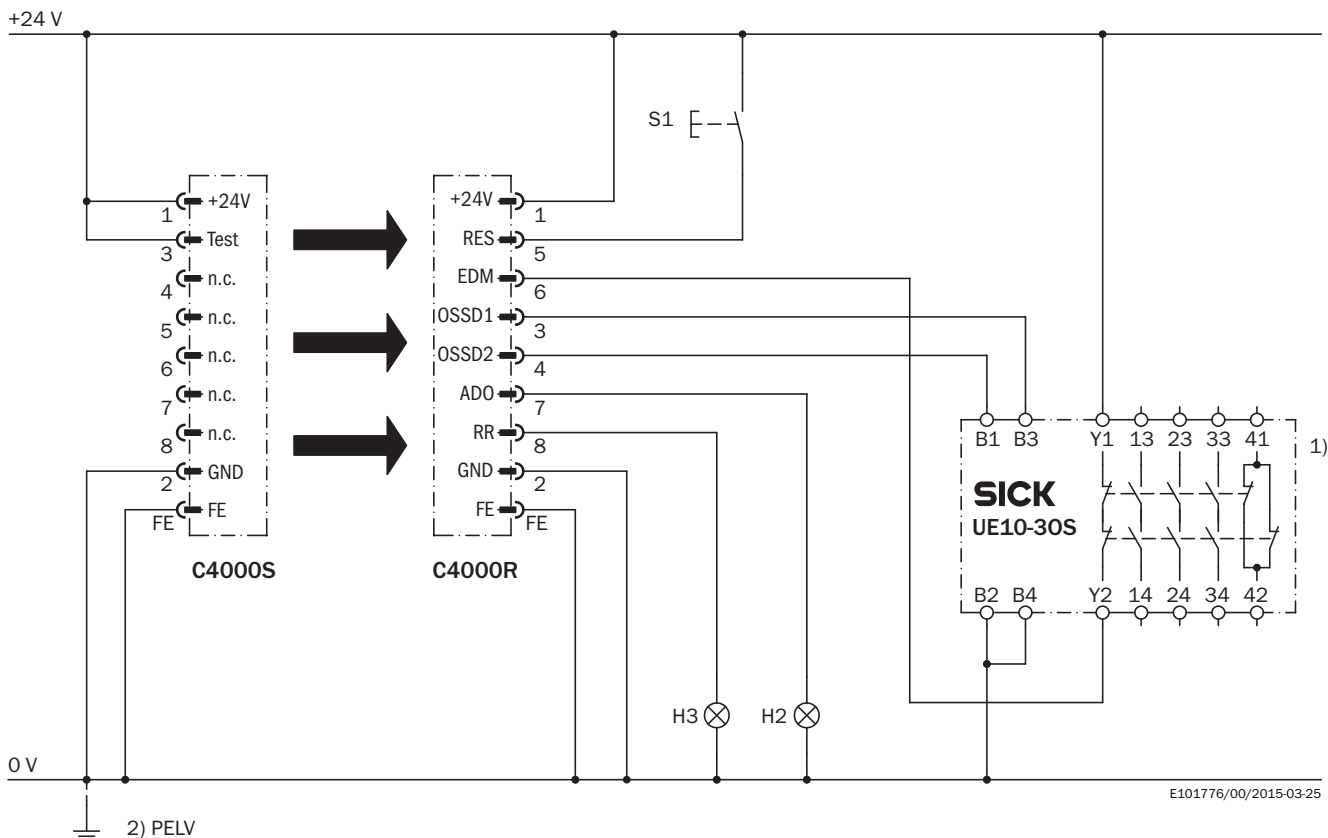 +24 V
S1
+24V
1
Test
3
n.c.
4
n.c.
5
n.c.
6
n.c.
7
n.c.
8
GND
2
FE
FE
C4000S
+24V
1
RES
5
EDM
6
OSSD1
3
OSSD2
4
ADO
7
RR
8
GND
2
FE
FE
C4000R
B1 B3 Y1 13 23 33 41
1)
SICK
UE10-30S
B2 B4 Y2 14 24 34 42
H3
H2
0 V
E101776/00/2015-03-25
2) PELV